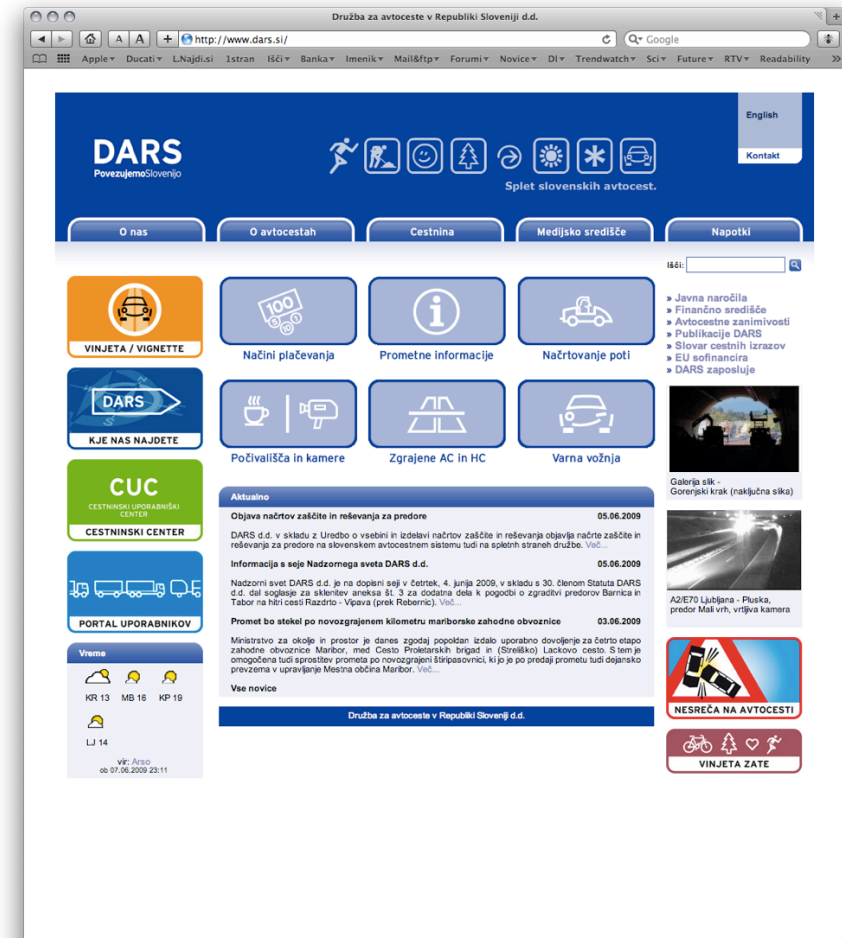 Družba za avtoceste v Republiki Sloveniji d.d.
A A + http://www.dars.si/ Google
Apple Ducati L.Najdi.si 1stran Išči Banka Imenik Mail&ftp Forumi Novice DI Trendwatch Sci Future RTV Readability
English
Kontakt
DARS
PovezujemoSlovenijo
Splet slovenskih avtocest.
O nas
O avtocestah
Cestnina
Medijsko središče
Napotki
Išči:
VINJETA / VIGNETTE
DARS
KJE NAS NAJDETE
CUC
CESTNINSKI UPORABNIŠKI
CENTER
CESTNINSKI CENTER
PORTAL UPORABNIKOV
Vreme
KR 13 MB 16 KP 19
LJ 14
vir: Arso
ob 07.06.2009 23:11
100
5 10 1
Načini plačevanja
Prometne informacije
Načrtovanje poti
Počivališča in kamere
Zgrajene AC in HC
Varna vožnja
Aktualno
Objava načrtov zaščite in reševanja za predore 05.06.2009
DARS d.d. v skladu z Uredbo o vsebini in izdelavi načrtov zaščite in reševanja objavlja načrte zaščite in
reševanja za predore na slovenskem avtocestnem sistemu tudi na spletnh straneh družbe. Več...
Informacija s seje Nadzornega sveta DARS d.d. 05.06.2009
Nadzorni svet DARS d.d. je na dopisni seji v četrtek, 4. junija 2009, v skladu s 30. členom Statuta DARS
d.d. dal soglasje za sklenitev aneksa št. 3 za dodatna dela k pogodbi o zgraditvi predorov Barnica in
Tabor na hitri cesti Razdrto - Vipava (prek Rebernic). Več...
Promet bo stekel po novozgrajenem kilometru mariborske zahodne obvoznice 03.06.2009
Ministrstvo za okolje in prostor je danes zgodaj popoldan izdalo uporabno dovoljenje za četrto etapo
zahodne obvoznice Maribor, med Cesto Proletarskih brigad in (Streliško) Lackovo cesto. S tem je
omogočena tudi sprostitev prometa po novozgrajeni štiripasovnici, ki jo je po predaji prometu tudi dejansko
prevzema v upravljanje Mestna občina Maribor. Več...
Vse novice
Družba za avtoceste v Republiki Sloveniji d.d.
» Javna naročila
» Finančno središče
» Avtocestne zanimivosti
» Publikacije DARS
» Slovar cestnih izrazov
» EU sofinancira
» DARS zaposluje
Galerija slik -
Gorenjski krak (naključna slika)
A2/E70 Ljubljana - Pluska,
predor Mali vrh, vrtljiva kamera
NESREČA NA AVTOCESTI
VINJETA ZATE